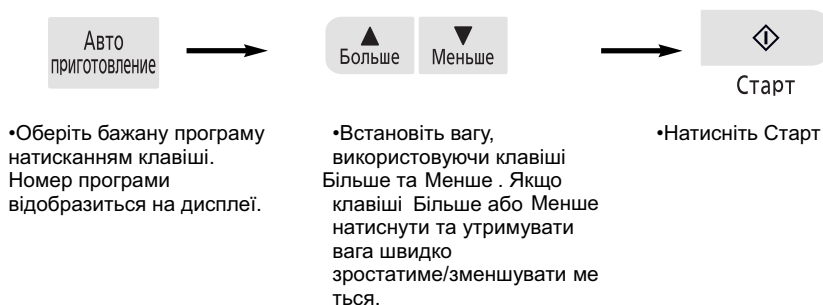 Авто
приготовление
Больше
Меньше
Старт
•Оберіть бажану програму
натисканням клавіші.
Номер програми
відобразиться на дисплеї.
•Встановіть вагу,
використовуючи клавіші
Більше та Менше . Якщо
клавіші Більше або Менше
натиснути та утримувати
вага швидко
зростатиме/зменшувати ме
ться.
•Натисніть Старт